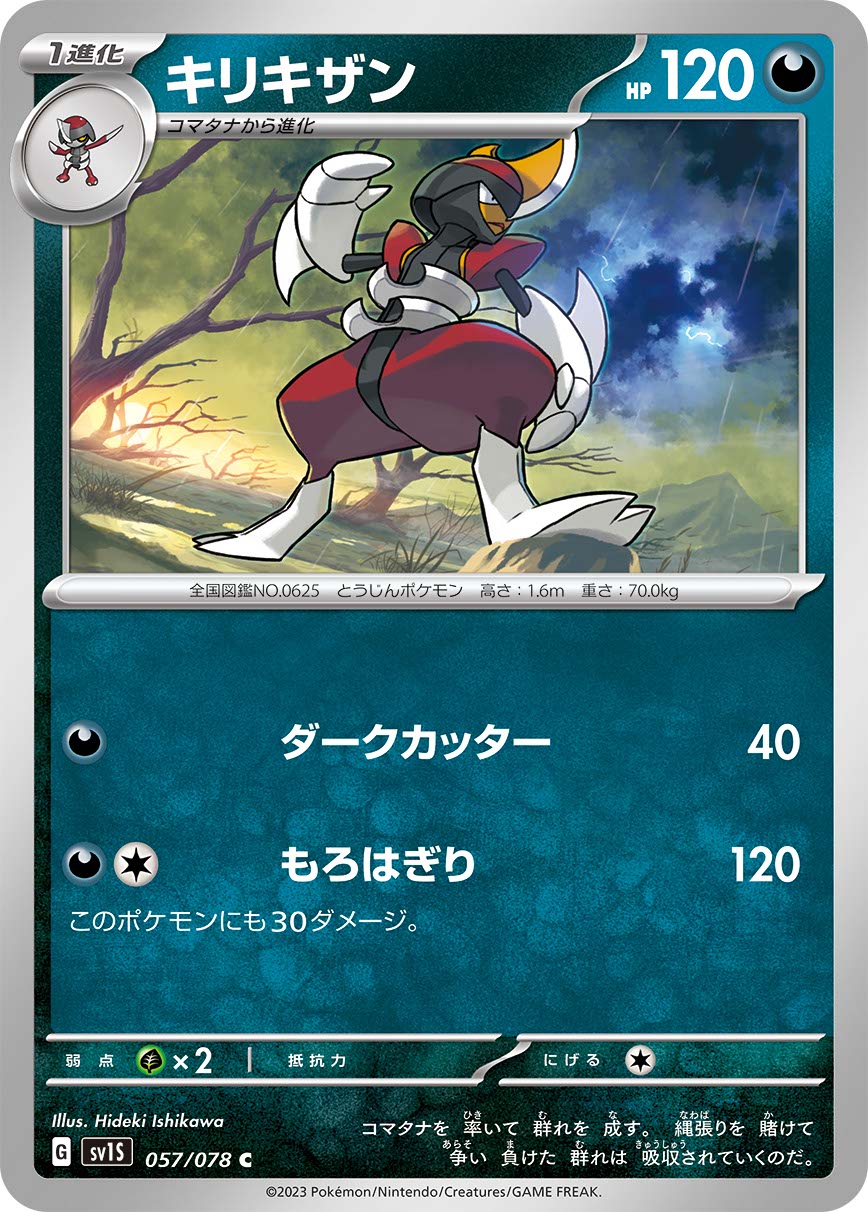 1進化
キリキザン
HP 120
コマタナから進化
全国図鑑NO.0625 とうじんポケモン 高さ：1.6m 重さ：70.0kg
ダークカッター 40
もろはぎり 120
このポケモンにも30ダメージ。
弱点 ×2 抵抗力 にげる
Illus. Hideki Ishikawa
コマタナを 率いて 群れを 成す。 縄張りを 賭けて
争い 負けた 群れは 吸収されていくのだ。
G sv1S 057/078 C
©2023 Pokémon/Nintendo/Creatures/GAME FREAK.